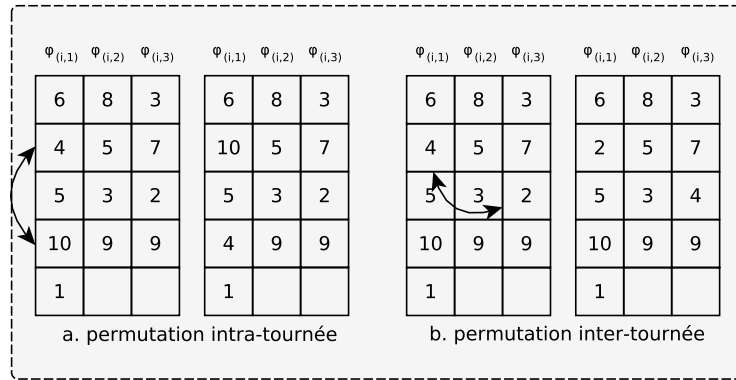 φ(i,1) φ(i,2) φ(i,3) φ(i,1) φ(i,2) φ(i,3) φ(i,1) φ(i,2) φ(i,3) φ(i,1) φ(i,2) φ(i,3)
6 8 3 6 8 3 6 8 3 6 8 3
4 5 7 10 5 7 4 5 7 2 5 7
5 3 2 5 3 2 5 3 2 5 3 4
10 9 9 4 9 9 10 9 9 10 9 9
1 1 1 1
a. permutation intra-tournée b. permutation inter-tournée